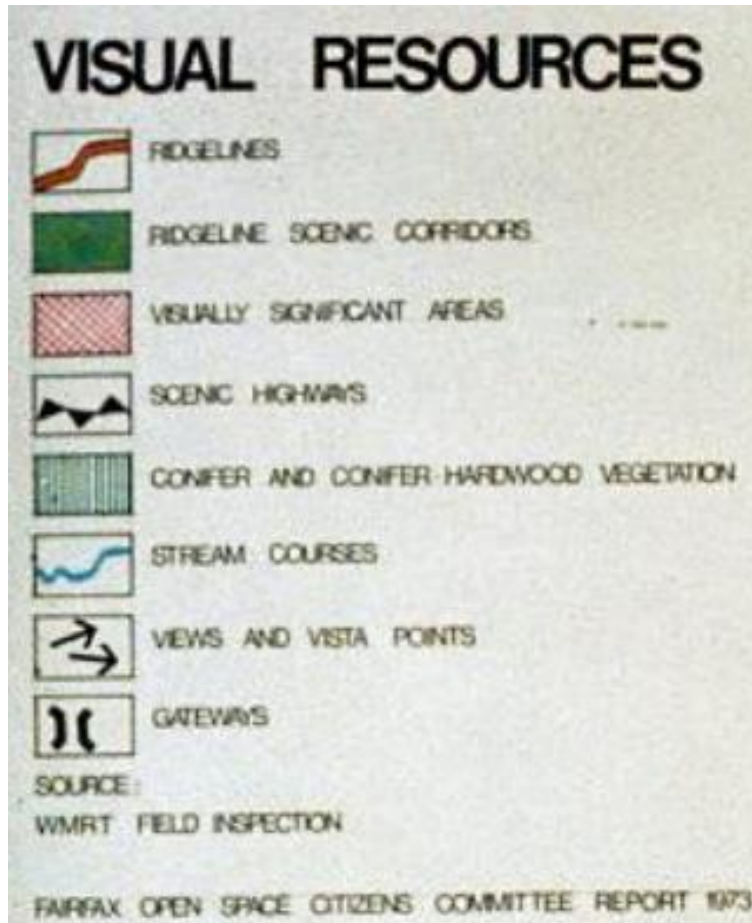 VISUAL RESOURCES
RIDGELINES
RIDGELINE SCENIC CORRIDORS
VISUALLY SIGNIFICANT AREAS
SCENIC HIGHWAYS
CONIFER AND CONIFER-HARDWOOD VEGETATION
STREAM COURSES
VIEWS AND VISTA POINTS
GATEWAYS
SOURCE:
WMRT FIELD INSPECTION
FAIRFAX OPEN SPACE CITIZENS COMMITTEE REPORT 1973